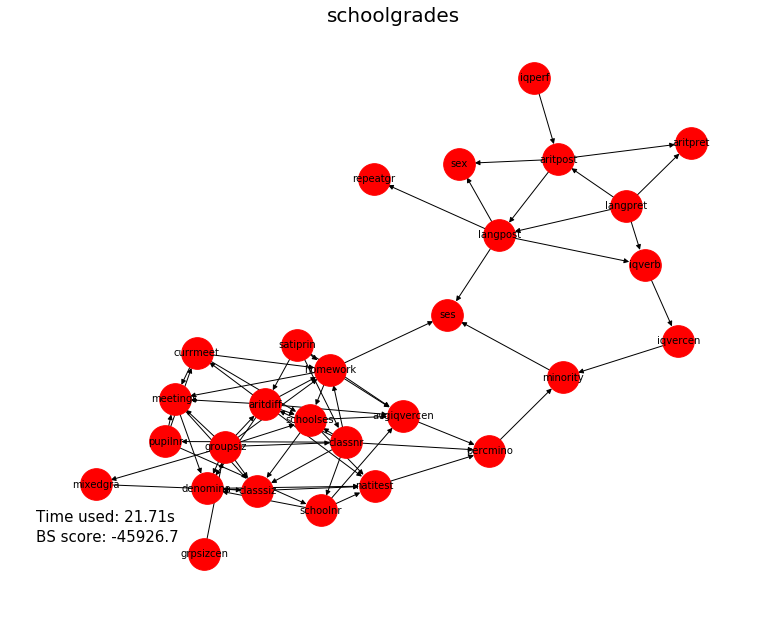 schoolgrades
iqperf
aritpret
aritpost
sex
repeatgr
langpret
langpost
iqverb
ses
iqvercen
satiprin
currmeet
homework
minority
meeting
aritdiff
avgiqvercen
schoolses
pupilnr
classnr
groupsiz
percmino
mixedgra
natitest
denomina
classsiz
schoolnr
Time used: 21.71s
BS score: -45926.7
grpsizcen